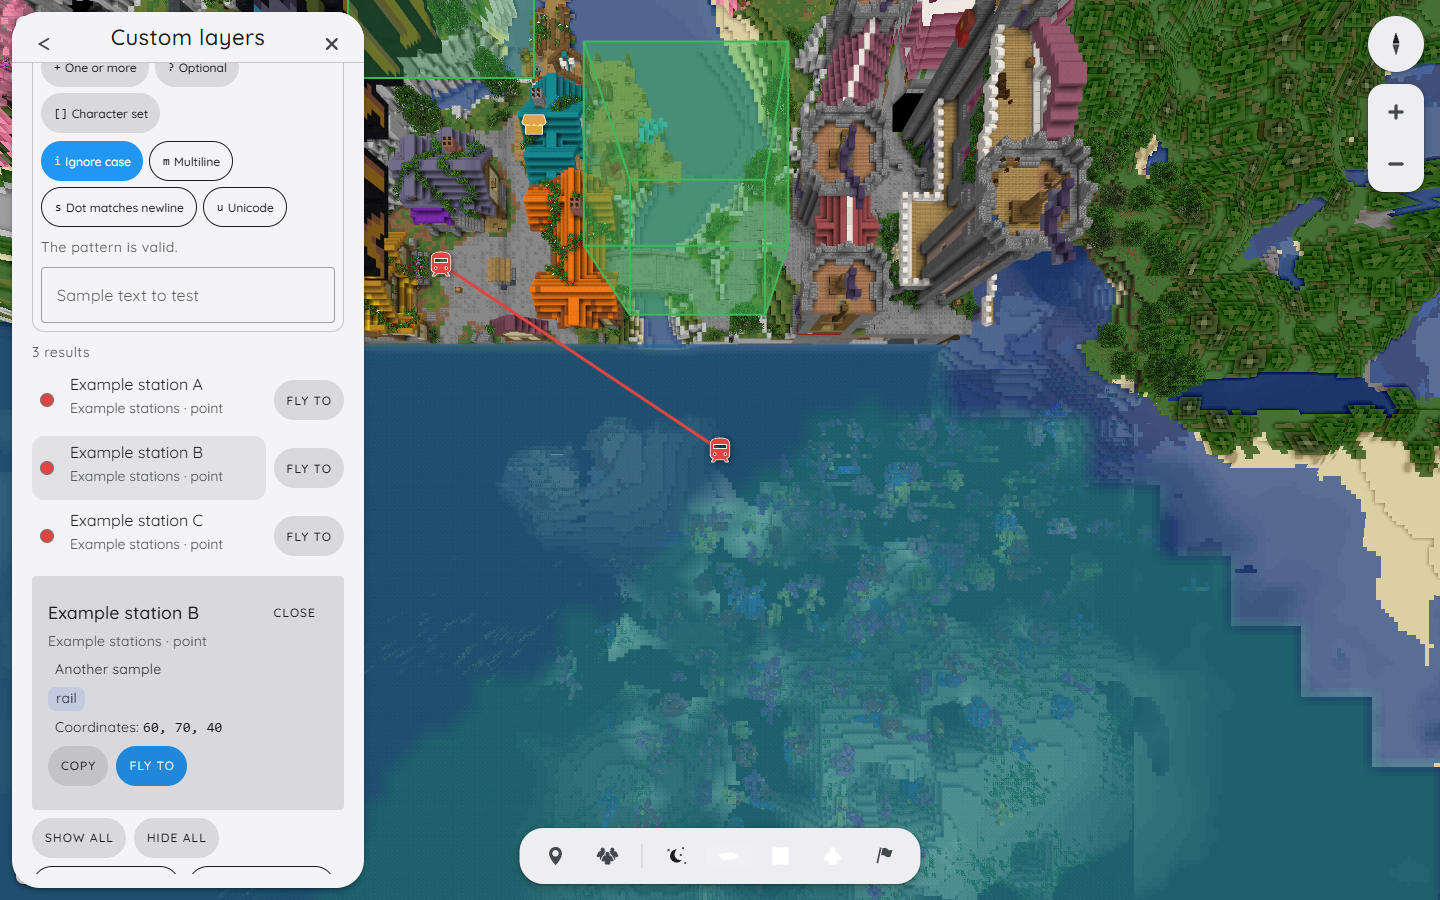 <
Custom layers
×
+ One or more
? Optional
[] Character set
i Ignore case
m Multiline
s Dot matches newline
u Unicode
The pattern is valid.
Sample text to test
3 results
Example station A
Example stations · point
FLY TO
Example station B
Example stations · point
FLY TO
Example station C
Example stations · point
FLY TO
Example station B
CLOSE
Example stations · point
Another sample
rail
Coordinates: 60, 70, 40
COPY
FLY TO
SHOW ALL
HIDE ALL